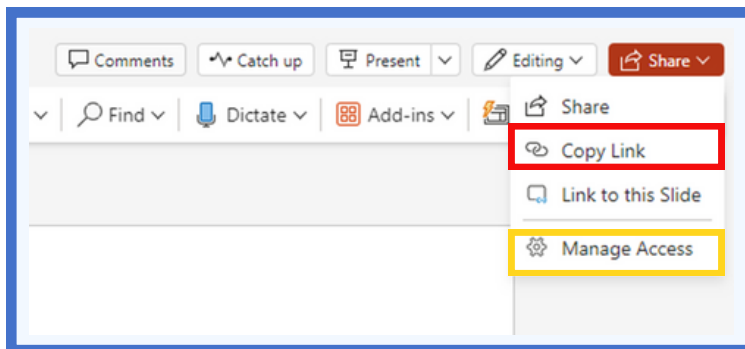 Comments Catch up Present Editing Share
Find Dictate Add-ins
Share
Copy Link
Link to this Slide
Manage Access